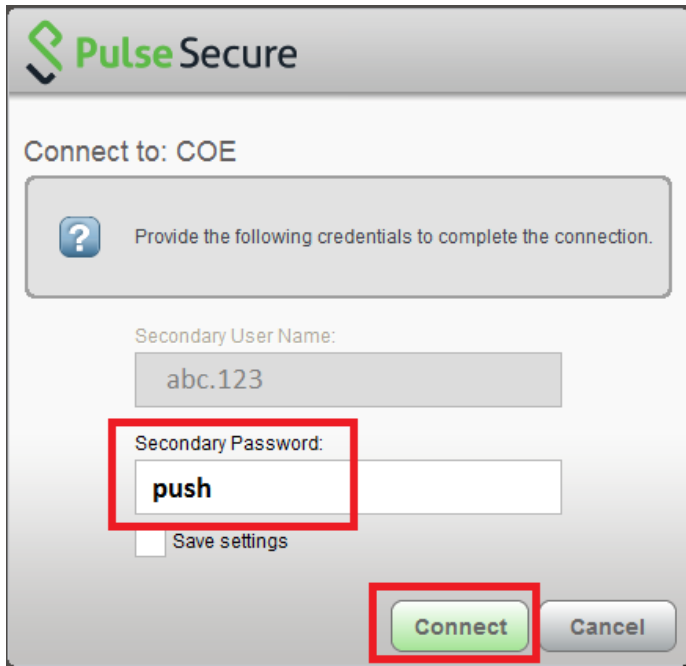 Pulse Secure
Connect to: COE
Provide the following credentials to complete the connection.
Secondary User Name:
abc.123
Secondary Password:
push
Save settings
Connect Cancel